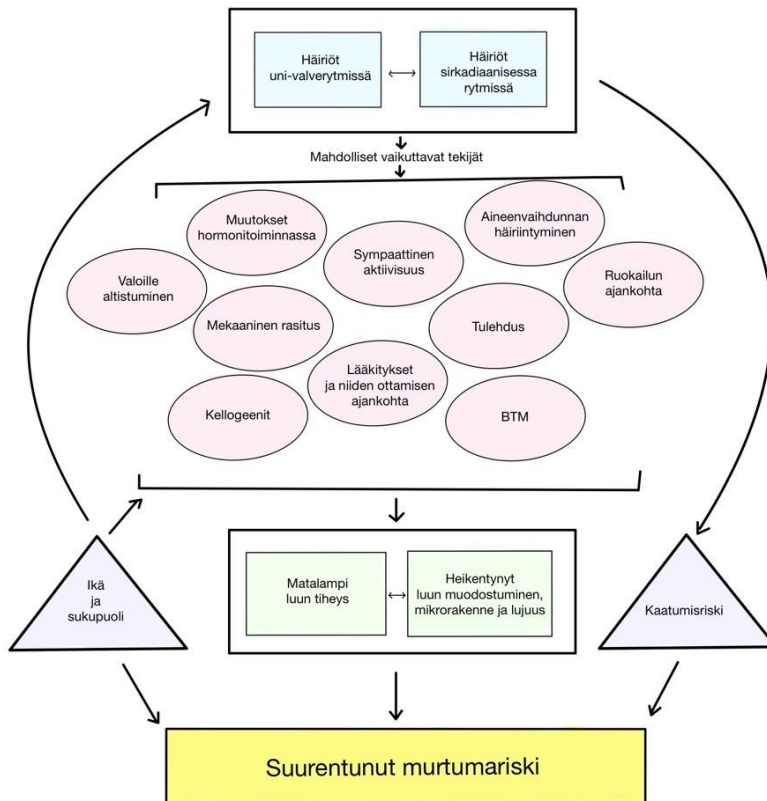 Häiriöt
uni-valverytmissä
Häiriöt
sirkadiaanisessa
rytmissä
Mahdolliset vaikuttavat tekijät
Muutokset
hormonitoiminnassa
Aineenvaihdunnan
häiriintyminen
Sympaattinen
aktiivisuus
Valoille
altistuminen
Ruokailun
ajankohta
Mekaaninen rasitus
Tulehdus
Lääkitykset
ja niiden ottamisen
ajankohta
Kellogeenit
BTM
Ikä
ja
sukupuoli
Matalampi
luun tiheys
Heikentynyt
luun muodostuminen,
mikrorakenne ja lujuus
Kaatumisriski
Suurentunut murtumariski